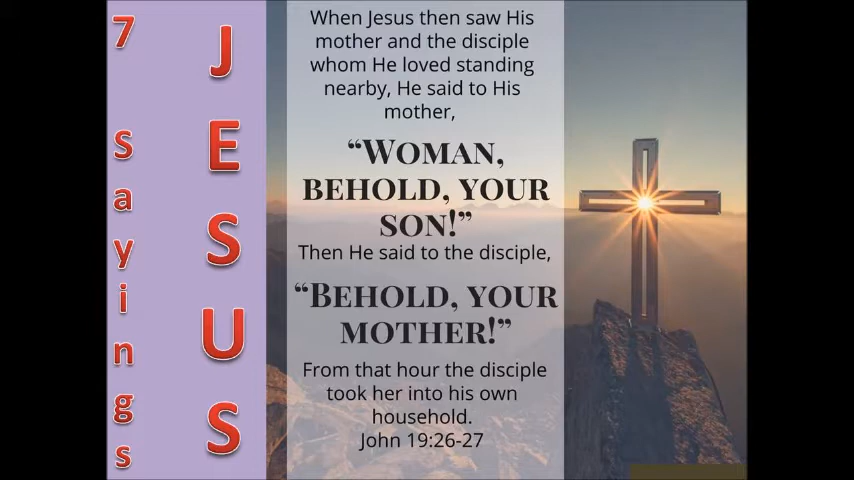 7 sayings
JESUS
When Jesus then saw His
mother and the disciple
whom He loved standing
nearby, He said to His
mother,
“WOMAN,
BEHOLD, YOUR
SON!”
Then He said to the disciple,
“BEHOLD, YOUR
MOTHER!”
From that hour the disciple
took her into his own
household.
John 19:26-27